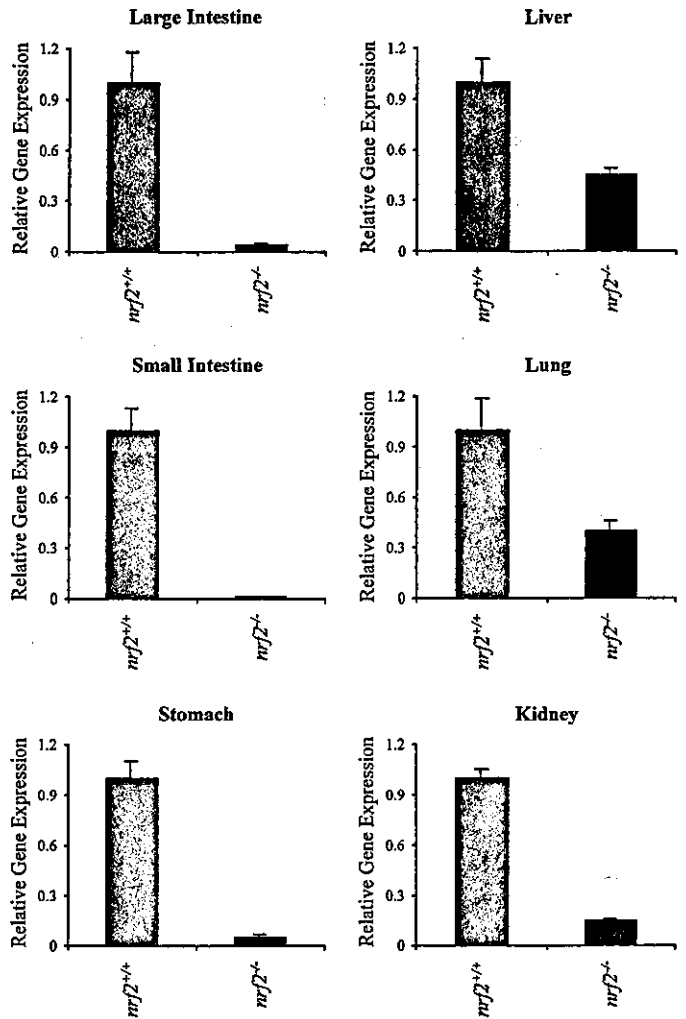 Large Intestine
Relative Gene Expression
1.2
0.9
0.6
0.3
0
nrf2+/+
nrf2-/-
Liver
Relative Gene Expression
1.2
0.9
0.6
0.3
0
nrf2+/+
nrf2-/-
Small Intestine
Relative Gene Expression
1.2
0.9
0.6
0.3
0
nrf2+/+
nrf2-/-
Lung
Relative Gene Expression
1.2
0.9
0.6
0.3
0
nrf2+/+
nrf2-/-
Stomach
Relative Gene Expression
1.2
0.9
0.6
0.3
0
nrf2+/+
nrf2-/-
Kidney
Relative Gene Expression
1.2
0.9
0.6
0.3
0
nrf2+/+
nrf2-/-